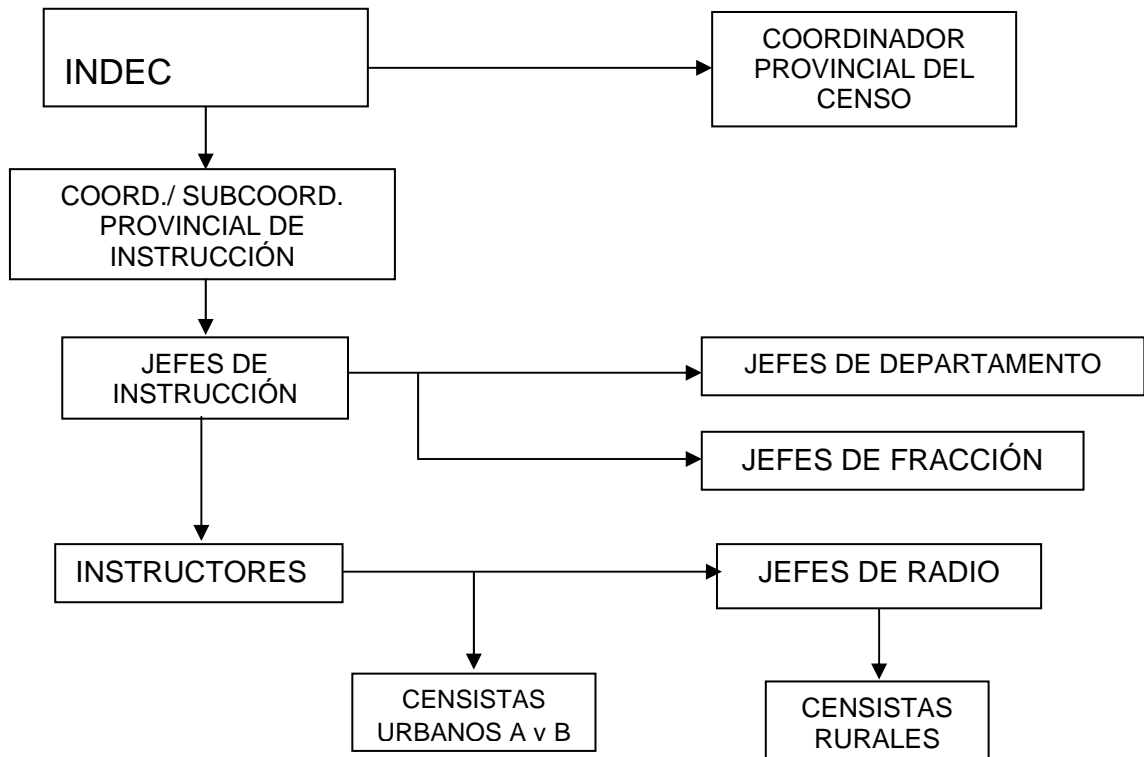 INDEC
COORDINADOR
PROVINCIAL DEL
CENSO
COORD./ SUBCOORD.
PROVINCIAL DE
INSTRUCCIÓN
JEFES DE
INSTRUCCIÓN
JEFES DE DEPARTAMENTO
JEFES DE FRACCIÓN
INSTRUCTORES
JEFES DE RADIO
CENSISTAS
URBANOS A v B
CENSISTAS
RURALES